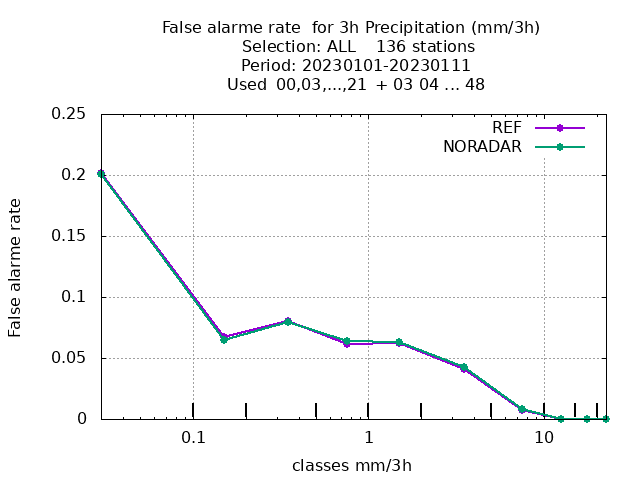 False alarme rate  for 3h Precipitation (mm/3h)
Selection: ALL    136 stations
Period: 20230101-20230111
Used  00,03,...,21  + 03 04 ... 48
REF
NORADAR
0.25
0.2
0.15
0.1
0.05
0
False alarme rate
0.1 1 10
classes mm/3h